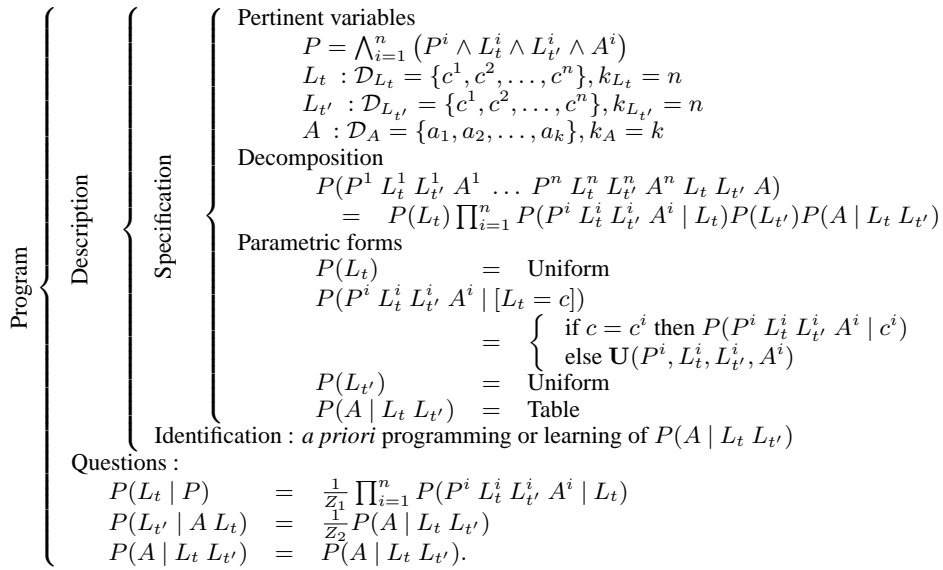 Program
Description
Specification
Pertinent variables
P = ⋀_{i=1}^{n} (P^i ∧ L_t^i ∧ L_{t′}^i ∧ A^i)
L_t : 𝒟_{L_t} = {c^1, c^2, …, c^n}, k_{L_t} = n
L_{t′} : 𝒟_{L_{t′}} = {c^1, c^2, …, c^n}, k_{L_{t′}} = n
A : 𝒟_A = {a_1, a_2, …, a_k}, k_A = k
Decomposition
P(P^1 L_t^1 L_{t′}^1 A^1 … P^n L_t^n L_{t′}^n A^n L_t L_{t′} A)
= P(L_t) ∏_{i=1}^{n} P(P^i L_t^i L_{t′}^i A^i | L_t)P(L_{t′})P(A | L_t L_{t′})
Parametric forms
P(L_t) = Uniform
P(P^i L_t^i L_{t′}^i A^i | [L_t = c])
= { if c = c^i then P(P^i L_t^i L_{t′}^i A^i | c^i)
else U(P^i, L_t^i, L_{t′}^i, A^i)
P(L_{t′}) = Uniform
P(A | L_t L_{t′}) = Table
Identification : a priori programming or learning of P(A | L_t L_{t′})
Questions :
P(L_t | P) = 1/Z_1 ∏_{i=1}^{n} P(P^i L_t^i L_{t′}^i A^i | L_t)
P(L_{t′} | A L_t) = 1/Z_2 P(A | L_t L_{t′})
P(A | L_t L_{t′}) = P(A | L_t L_{t′}).